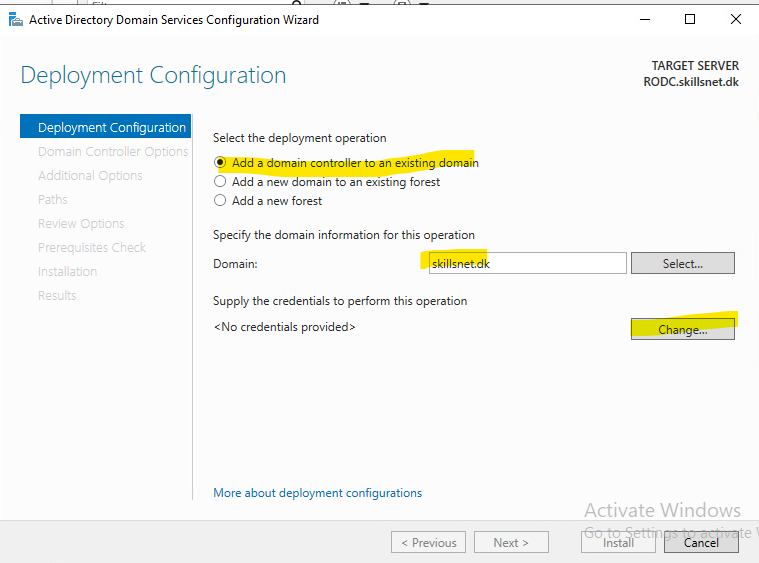 Active Directory Domain Services Configuration Wizard
Deployment Configuration
TARGET SERVER
RODC.skillsnet.dk
Deployment Configuration
Domain Controller Options
Additional Options
Paths
Review Options
Prerequisites Check
Installation
Results
Select the deployment operation
Add a domain controller to an existing domain
Add a new domain to an existing forest
Add a new forest
Specify the domain information for this operation
Domain: skillsnet.dk Select...
Supply the credentials to perform this operation
<No credentials provided> Change...
More about deployment configurations
Activate Windows
Go to Settings to activate
< Previous Next > Install Cancel